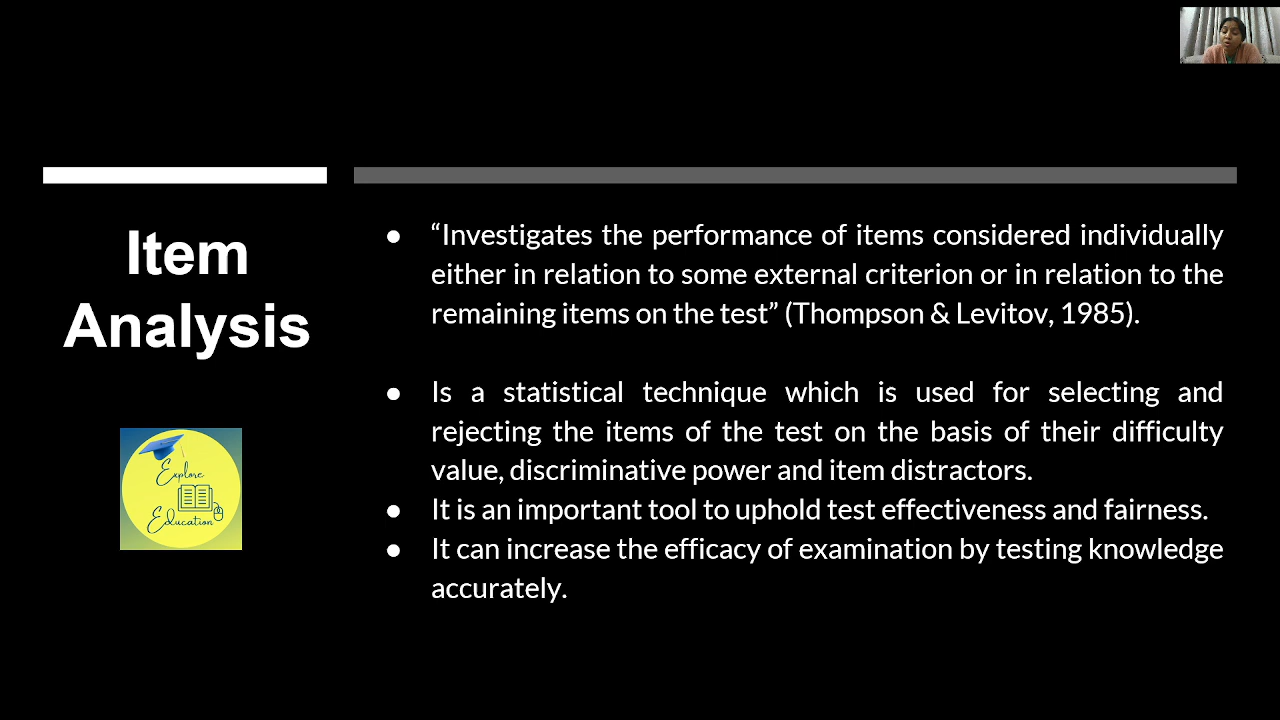 Item
Analysis
Explore
Education
● “Investigates the performance of items considered individually
either in relation to some external criterion or in relation to the
remaining items on the test” (Thompson & Levitov, 1985).
● Is a statistical technique which is used for selecting and
rejecting the items of the test on the basis of their difficulty
value, discriminative power and item distractors.
● It is an important tool to uphold test effectiveness and fairness.
● It can increase the efficacy of examination by testing knowledge
accurately.